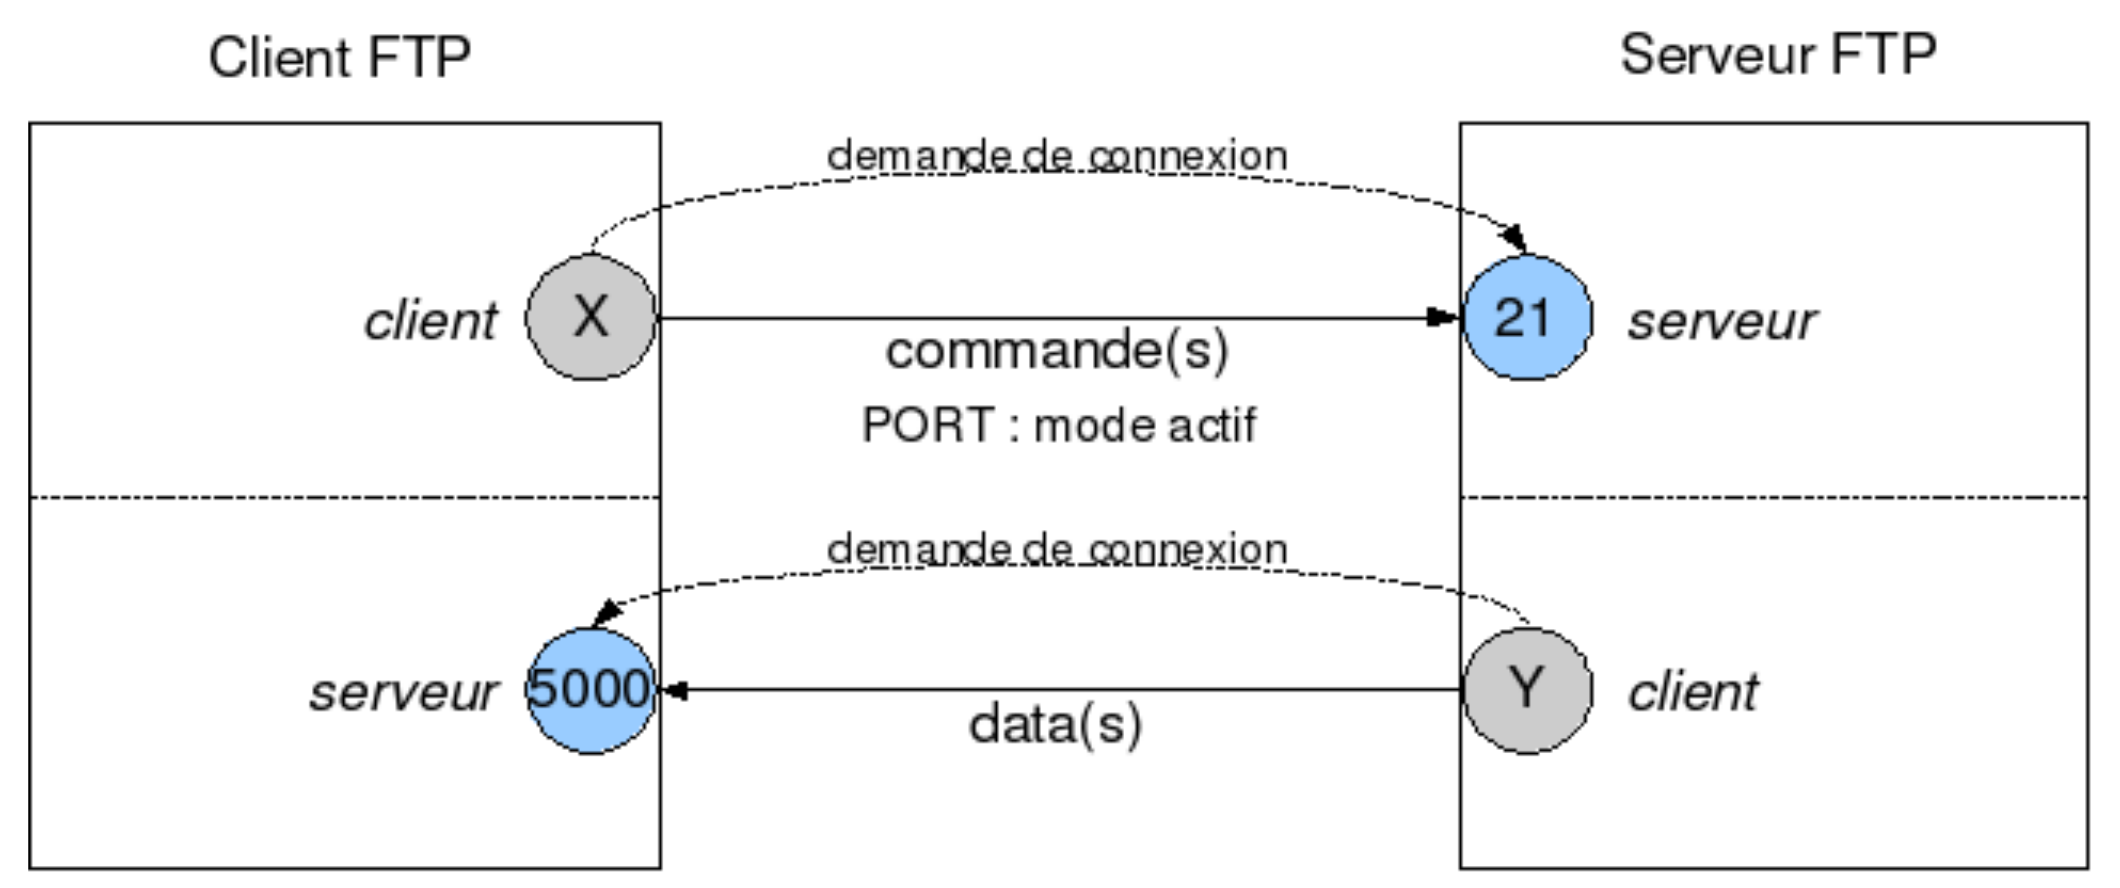 Client FTP
Serveur FTP
demande de connexion
client
X
21
serveur
commande(s)
PORT : mode actif
demande de connexion
serveur
5000
Y
client
data(s)